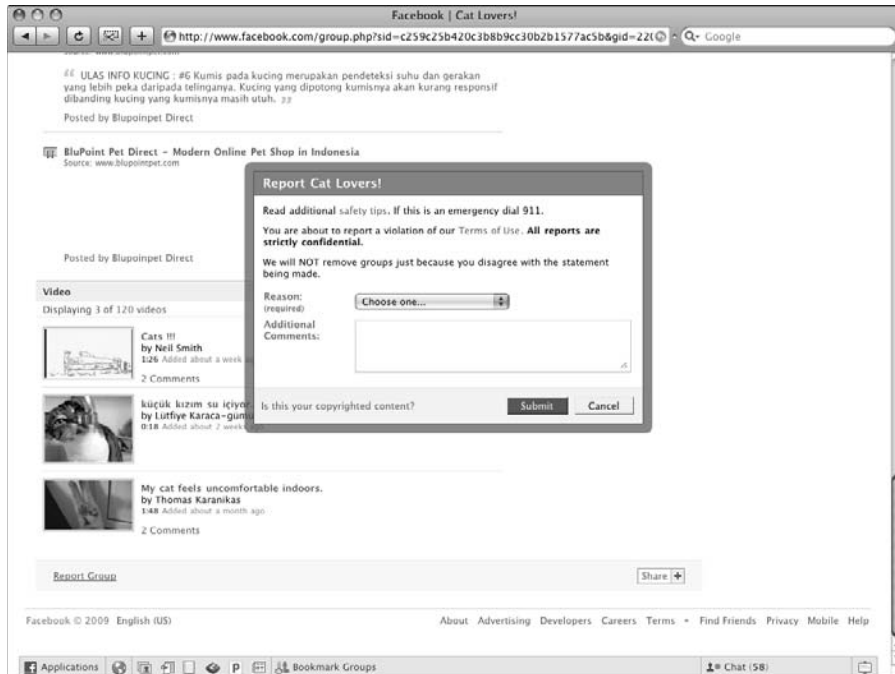 Facebook | Cat Lovers!
http://www.facebook.com/group.php?sid=c259c25b420c3b8b9cc30b2b1577ac5b&gid=220
Google
Source: www.blupointpet.com
“ ULAS INFO KUCING : #6 Kumis pada kucing merupakan pendeteksi suhu dan gerakan
yang lebih peka daripada telinganya. Kucing yang dipotong kumisnya akan kurang responsif
dibanding kucing yang kumisnya masih utuh. ”
Posted by Blupoinpet Direct
BluPoint Pet Direct - Modern Online Pet Shop in Indonesia
Source: www.blupointpet.com
Posted by Blupoinpet Direct
Report Cat Lovers!
Read additional safety tips. If this is an emergency dial 911.
You are about to report a violation of our Terms of Use. All reports are
strictly confidential.
We will NOT remove groups just because you disagree with the statement
being made.
Reason:
(required)
Choose one...
Additional
Comments:
Is this your copyrighted content?
Submit
Cancel
Video
Displaying 3 of 120 videos
Cats !!!
by Neil Smith
1:26 Added about a week
2 Comments
küçük kızım su içiyor
by Lütfiye Karaca-gümü
0:18 Added about 2 weeks ago
My cat feels uncomfortable indoors.
by Thomas Karanikas
1:48 Added about a month ago
2 Comments
Report Group
Share +
Facebook © 2009 English (US)
About Advertising Developers Careers Terms • Find Friends Privacy Mobile Help
Applications
Bookmark Groups
Chat (58)